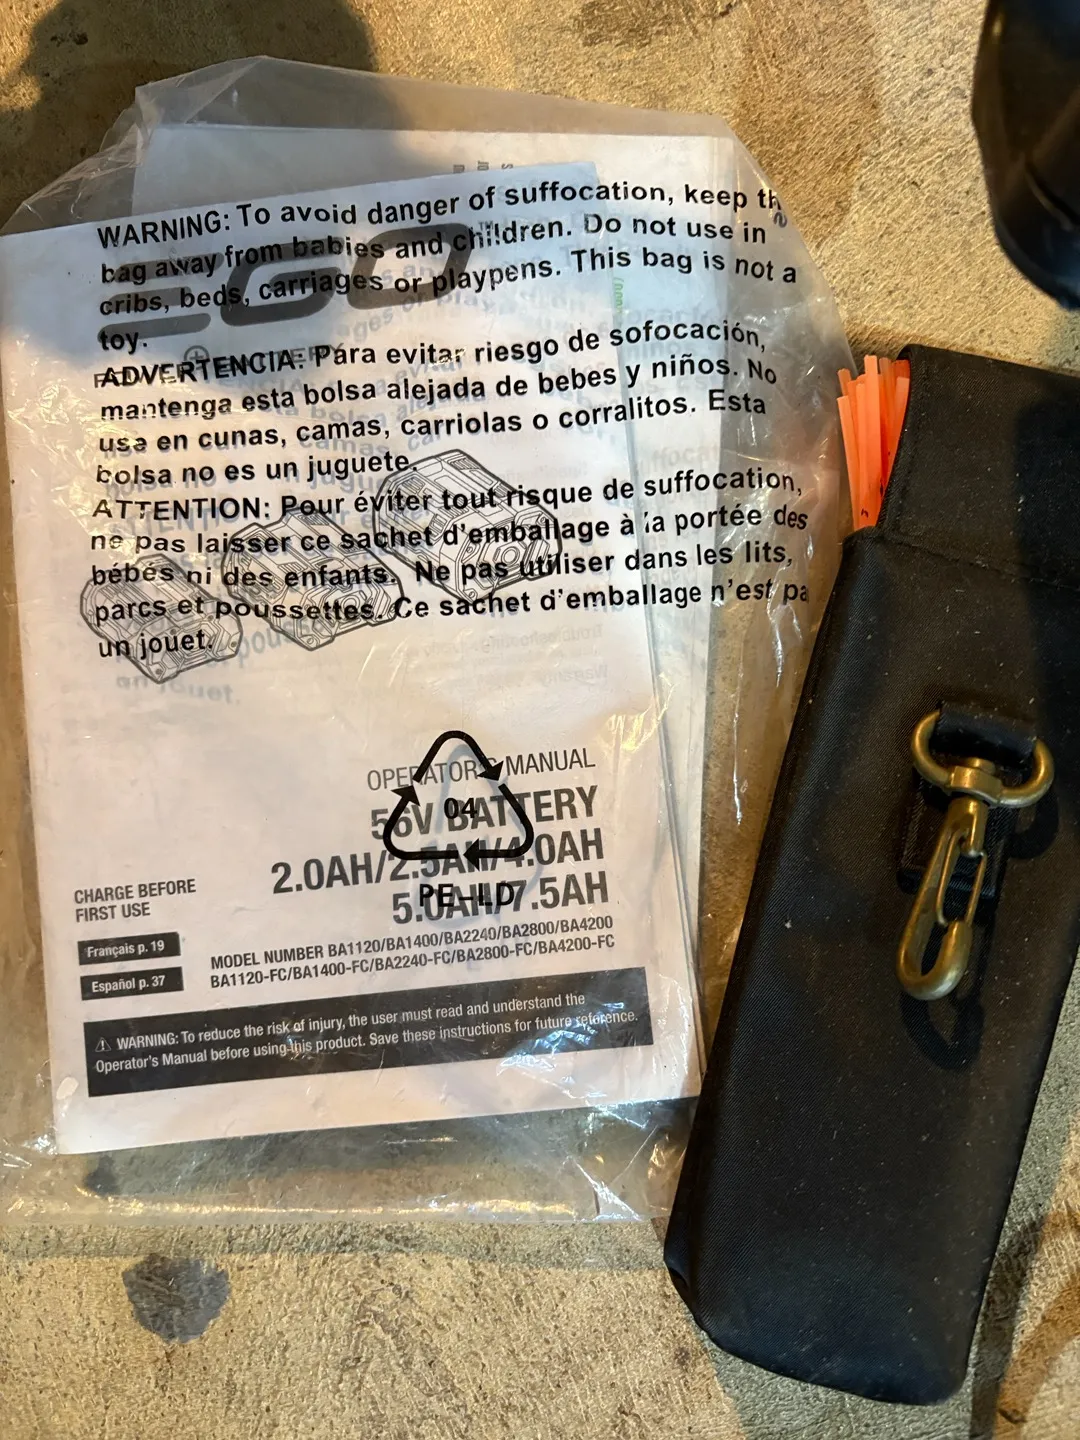 WARNING: To avoid danger of suffocation, keep th
bag away from babies and children. Do not use in
cribs, beds, carriages or playpens. This bag is not a
toy.
ADVERTENCIA: Para evitar riesgo de sofocación,
mantenga esta bolsa alejada de bebes y niños. No
use en cunas, camas, carriolas o corralitos. Esta
bolsa no es un juguete.
ATTENTION: Pour éviter tout risque de suffocation,
ne pas laisser ce sachet d'emballage à la portée des
bébés ni des enfants. Ne pas utiliser dans les lits,
parcs et poussettes. Ce sachet d'emballage n'est pa
un jouet.
EGO
OPERATOR'S MANUAL
56V BATTERY
2.0AH/2.5AH/4.0AH
5.0AH/7.5AH
04
PE-LD
CHARGE BEFORE
FIRST USE
Français p. 19
Español p. 37
MODEL NUMBER BA1120/BA1400/BA2240/BA2800/BA4200
BA1120-FC/BA1400-FC/BA2240-FC/BA2800-FC/BA4200-FC
WARNING: To reduce the risk of injury, the user must read and understand the
Operator's Manual before using this product. Save these instructions for future reference.